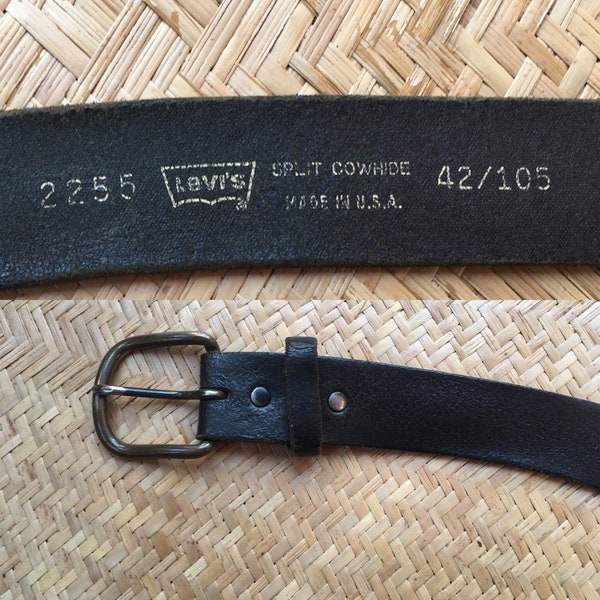 2255 Levi's SPLIT COWHIDE 42/105
MADE IN U.S.A.